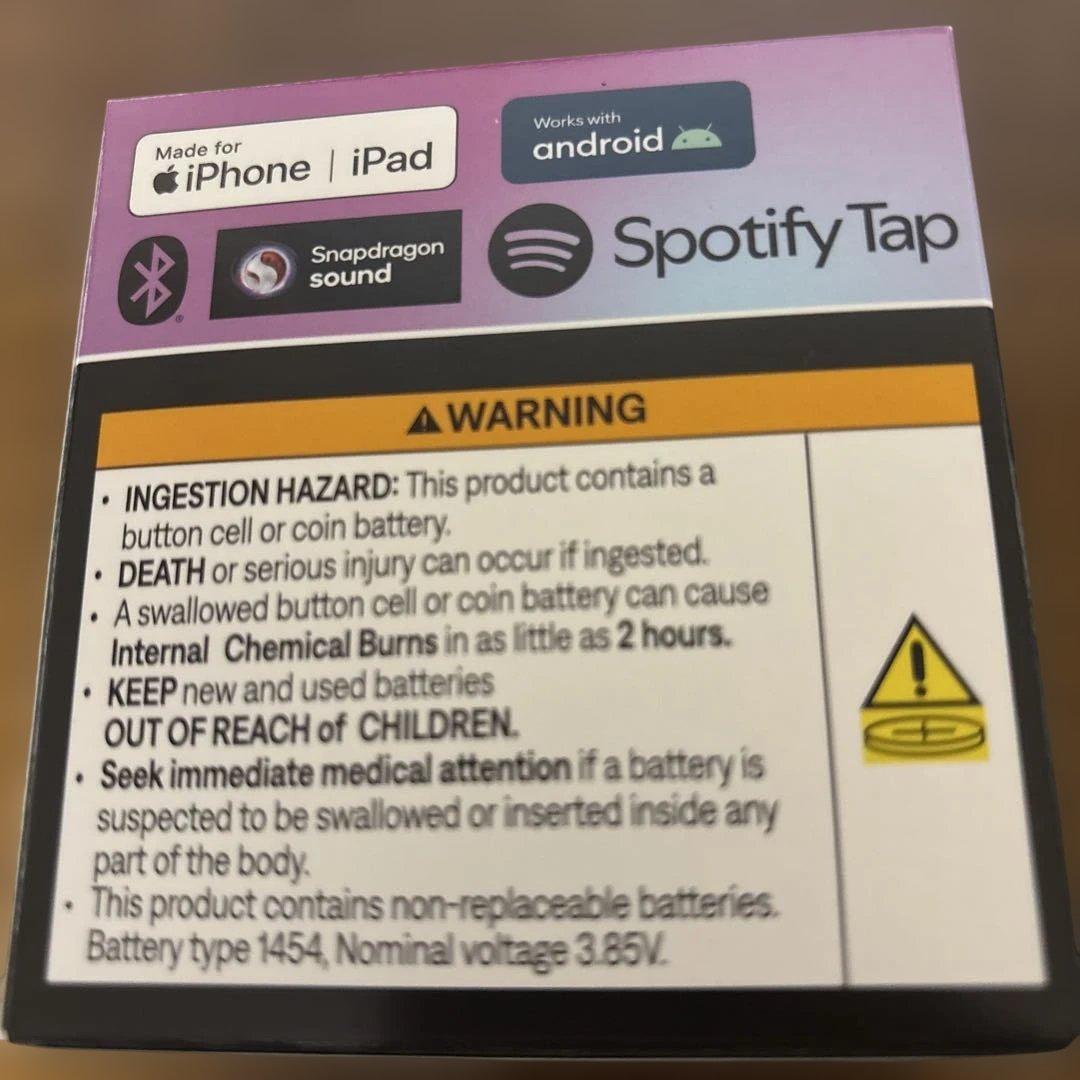 Made for
iPhone | iPad
Works with
android
Snapdragon
sound
Spotify Tap
WARNING
• INGESTION HAZARD: This product contains a
button cell or coin battery.
• DEATH or serious injury can occur if ingested.
• A swallowed button cell or coin battery can cause
Internal Chemical Burns in as little as 2 hours.
• KEEP new and used batteries
OUT OF REACH of CHILDREN.
• Seek immediate medical attention if a battery is
suspected to be swallowed or inserted inside any
part of the body.
• This product contains non-replaceable batteries.
Battery type 1454, Nominal voltage 3.85V.